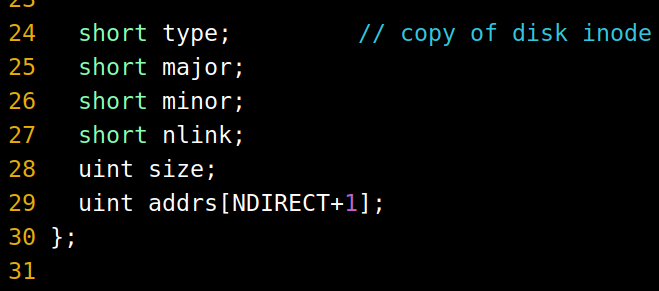 23
24   short type;         // copy of disk inode
25   short major;
26   short minor;
27   short nlink;
28   uint size;
29   uint addrs[NDIRECT+1];
30 };
31